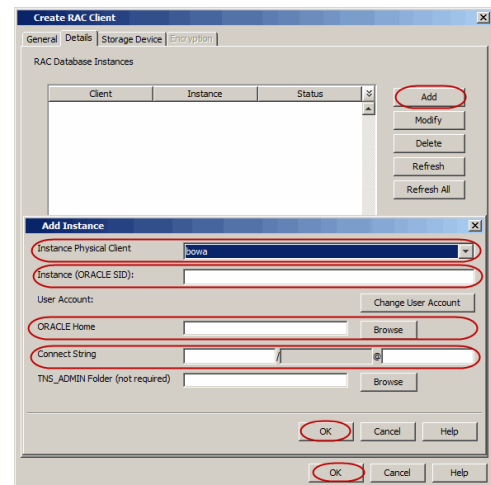 Create RAC Client
General Details Storage Device Encryption
RAC Database Instances
Client Instance Status
Add
Modify
Delete
Refresh
Refresh All
Add Instance
Instance Physical Client bowa
Instance (ORACLE SID):
User Account: Change User Account
ORACLE Home Browse
Connect String / @
TNS_ADMIN Folder (not required) Browse
OK Cancel Help
OK Cancel Help